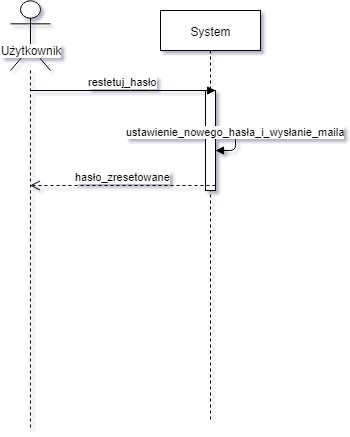 System
Użytkownik
restetuj_hasło
ustawienie_nowego_hasła_i_wysłanie_maila
hasło_zresetowane